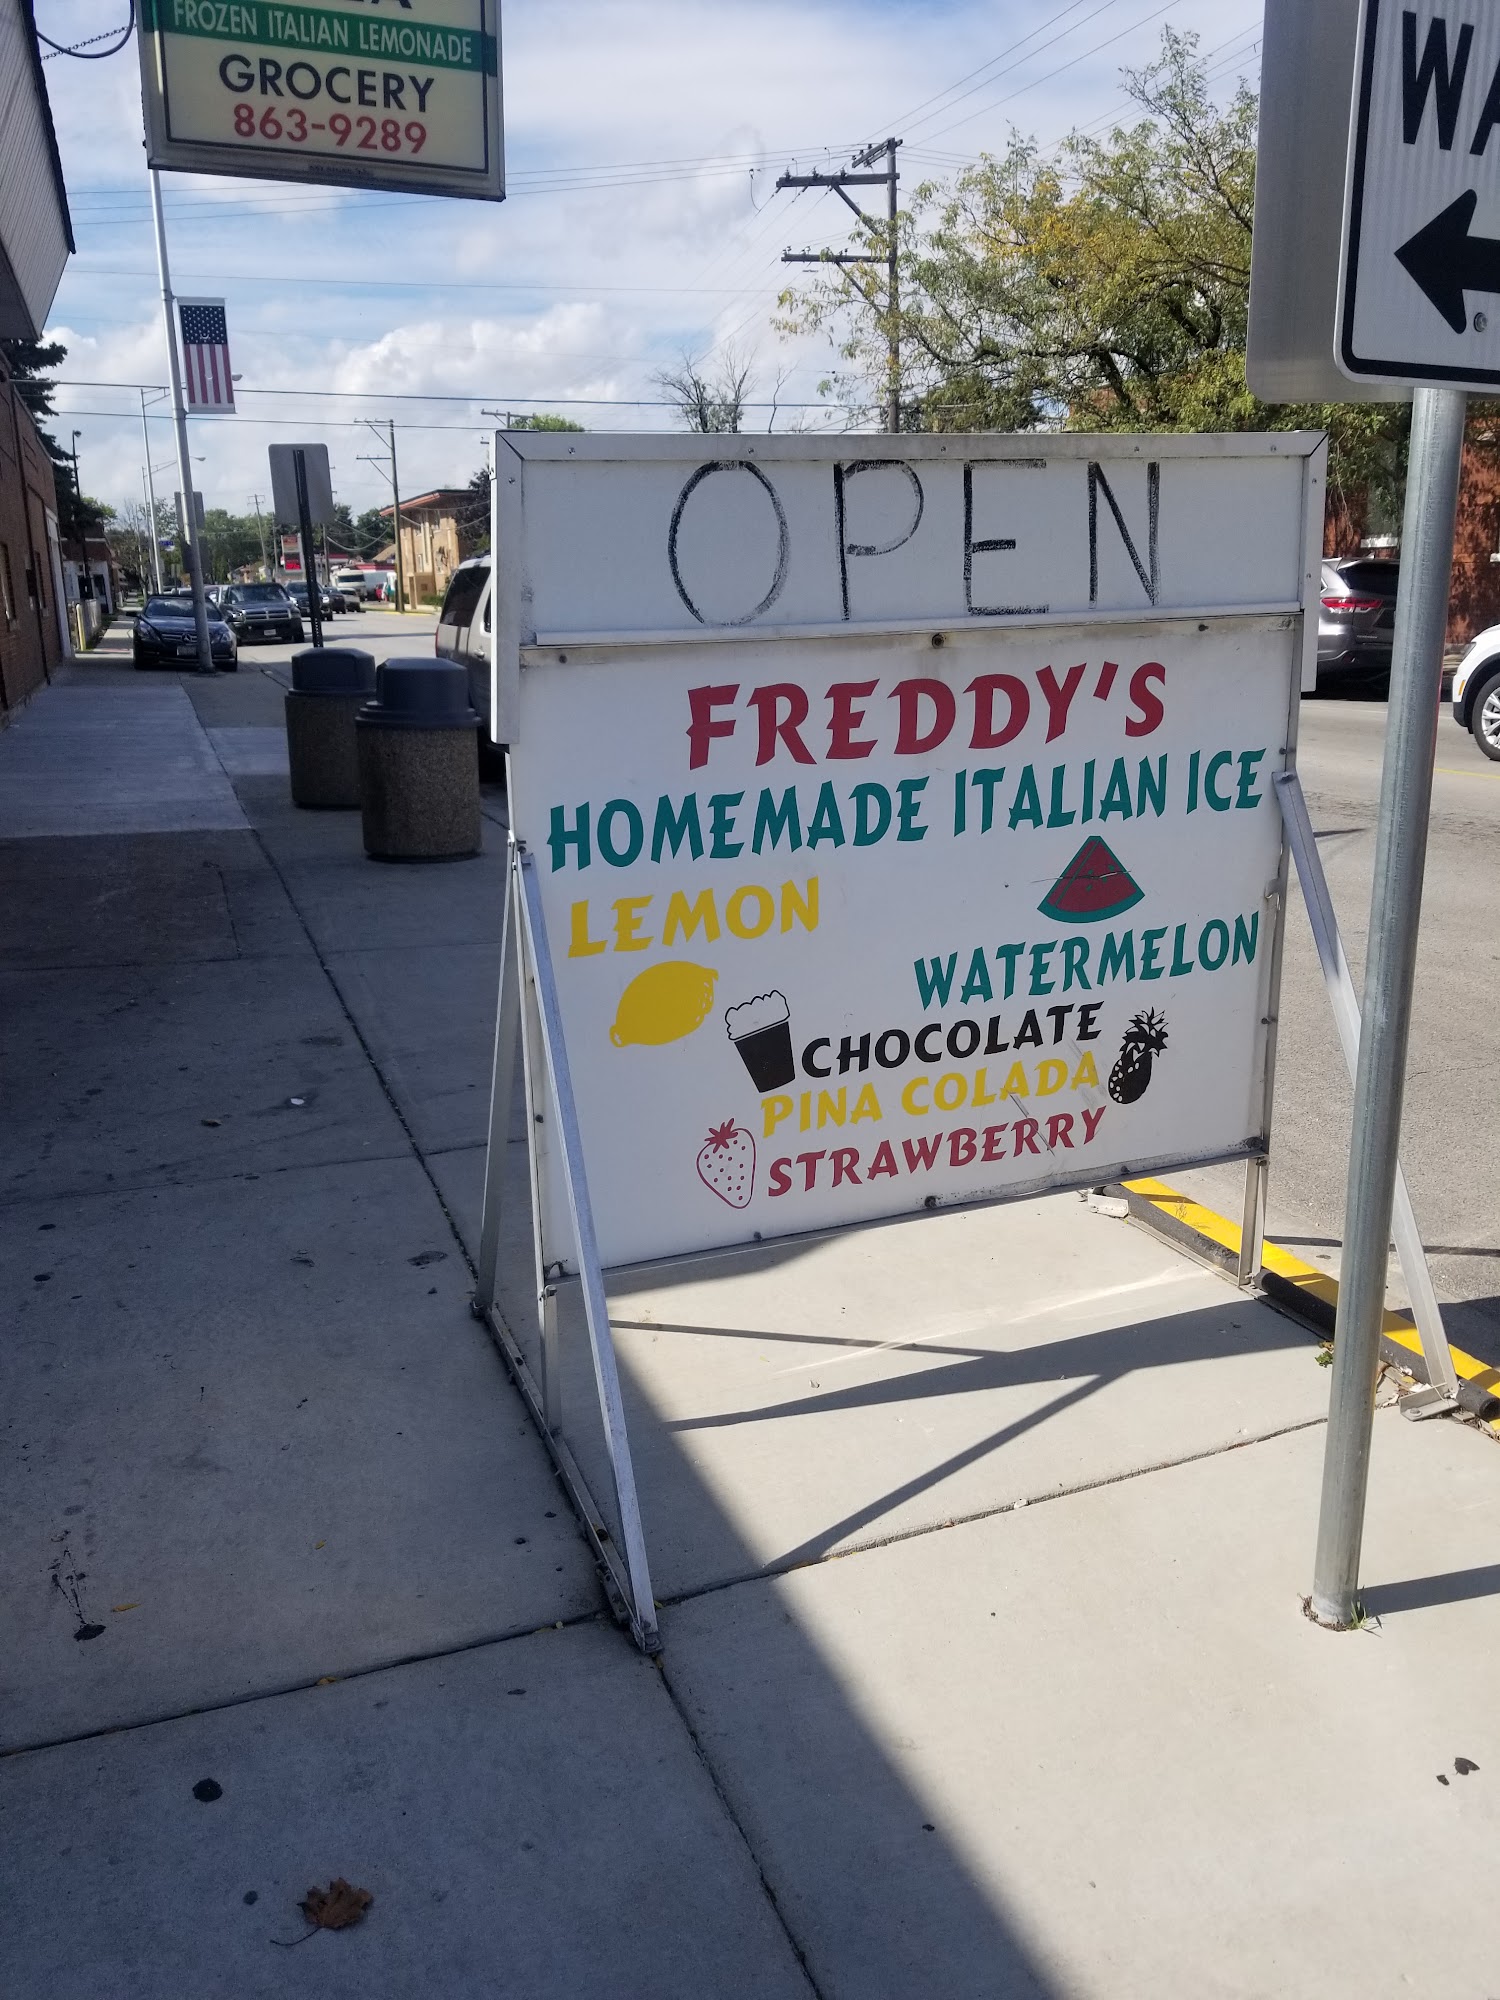 FROZEN ITALIAN LEMONADE
GROCERY
863-9289
OPEN
FREDDY'S
HOMEMADE ITALIAN ICE
LEMON
WATERMELON
CHOCOLATE
PINA COLADA
STRAWBERRY